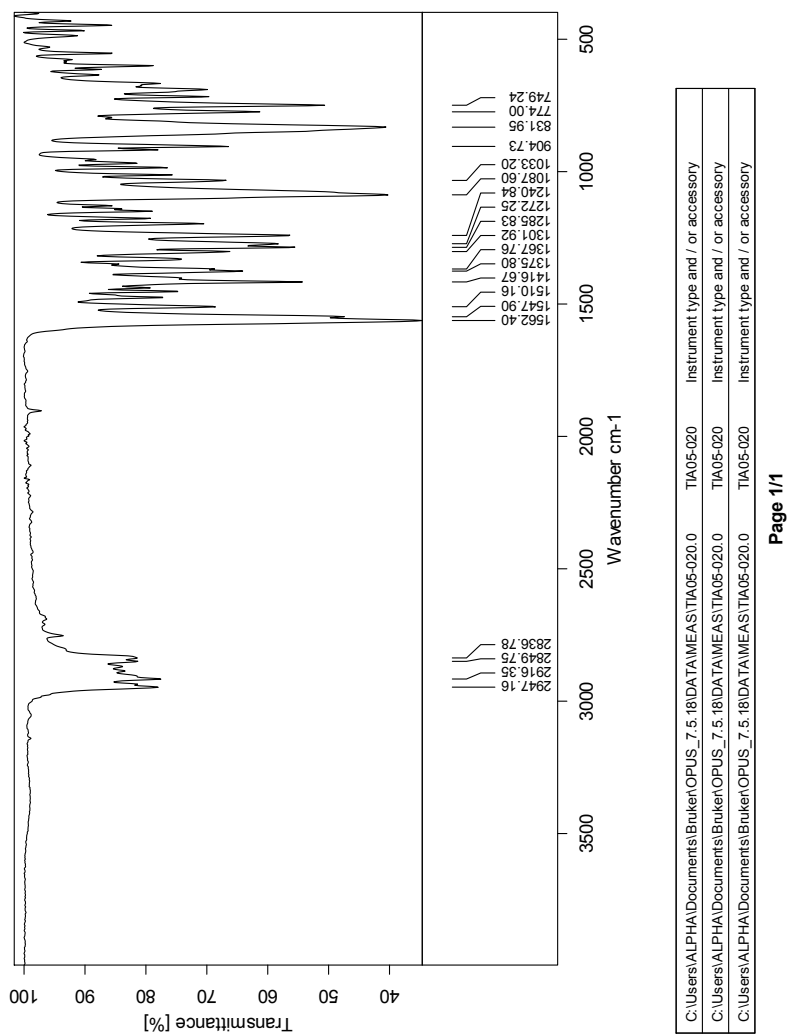 Transmittance [%]
100 90 80 70 60 50 40
3500 3000 2500 2000 1500 1000 500
Wavenumber cm-1
2947.16
2916.35
2849.75
2836.78
1562.40
1547.90
1510.16
1416.67
1375.80
1367.76
1301.92
1285.83
1272.25
1240.84
1087.60
1033.20
904.73
831.95
774.00
749.24
C:\Users\ALPHA\Documents\Bruker\OPUS_7.5.18\DATA\MEAS\TIA05-020.0 TIA05-020 Instrument type and / or accessory
C:\Users\ALPHA\Documents\Bruker\OPUS_7.5.18\DATA\MEAS\TIA05-020.0 TIA05-020 Instrument type and / or accessory
C:\Users\ALPHA\Documents\Bruker\OPUS_7.5.18\DATA\MEAS\TIA05-020.0 TIA05-020 Instrument type and / or accessory
Page 1/1